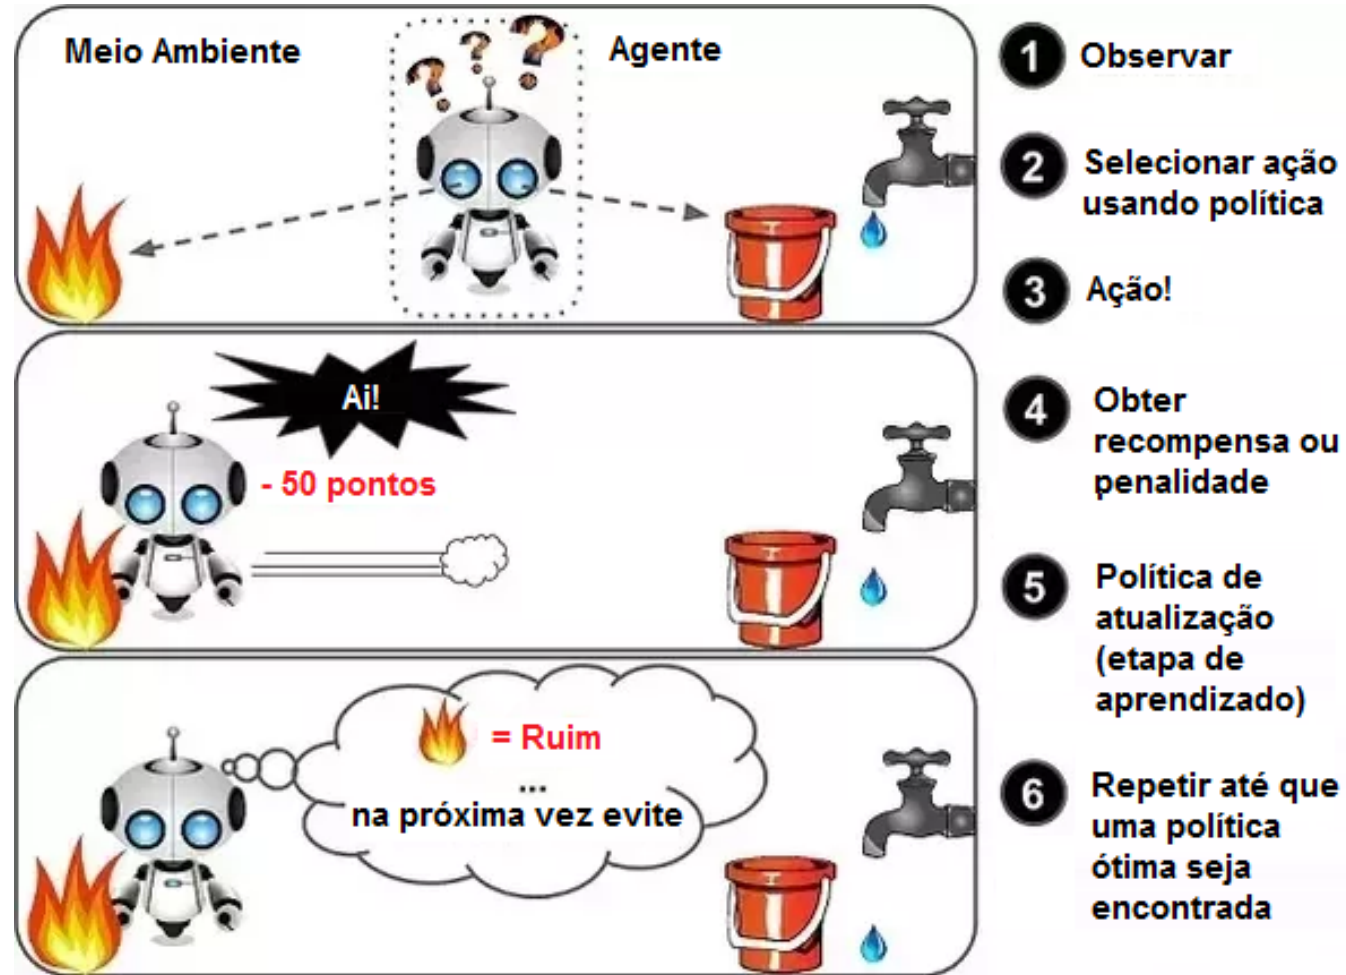 Meio Ambiente
Agente
Ai!
- 50 pontos
= Ruim
...
na próxima vez evite
1 Observar
2 Selecionar ação
usando política
3 Ação!
4 Obter
recompensa ou
penalidade
5 Política de
atualização
(etapa de
aprendizado)
6 Repetir até que
uma política
ótima seja
encontrada